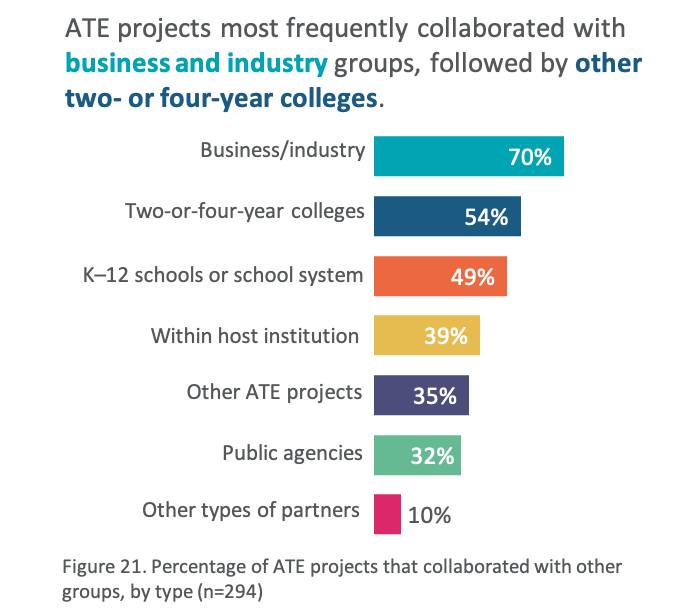 ATE projects most frequently collaborated with
business and industry groups, followed by other
two- or four-year colleges.
Business/industry 70%
Two-or-four-year colleges 54%
K–12 schools or school system 49%
Within host institution 39%
Other ATE projects 35%
Public agencies 32%
Other types of partners 10%
Figure 21. Percentage of ATE projects that collaborated with other
groups, by type (n=294)